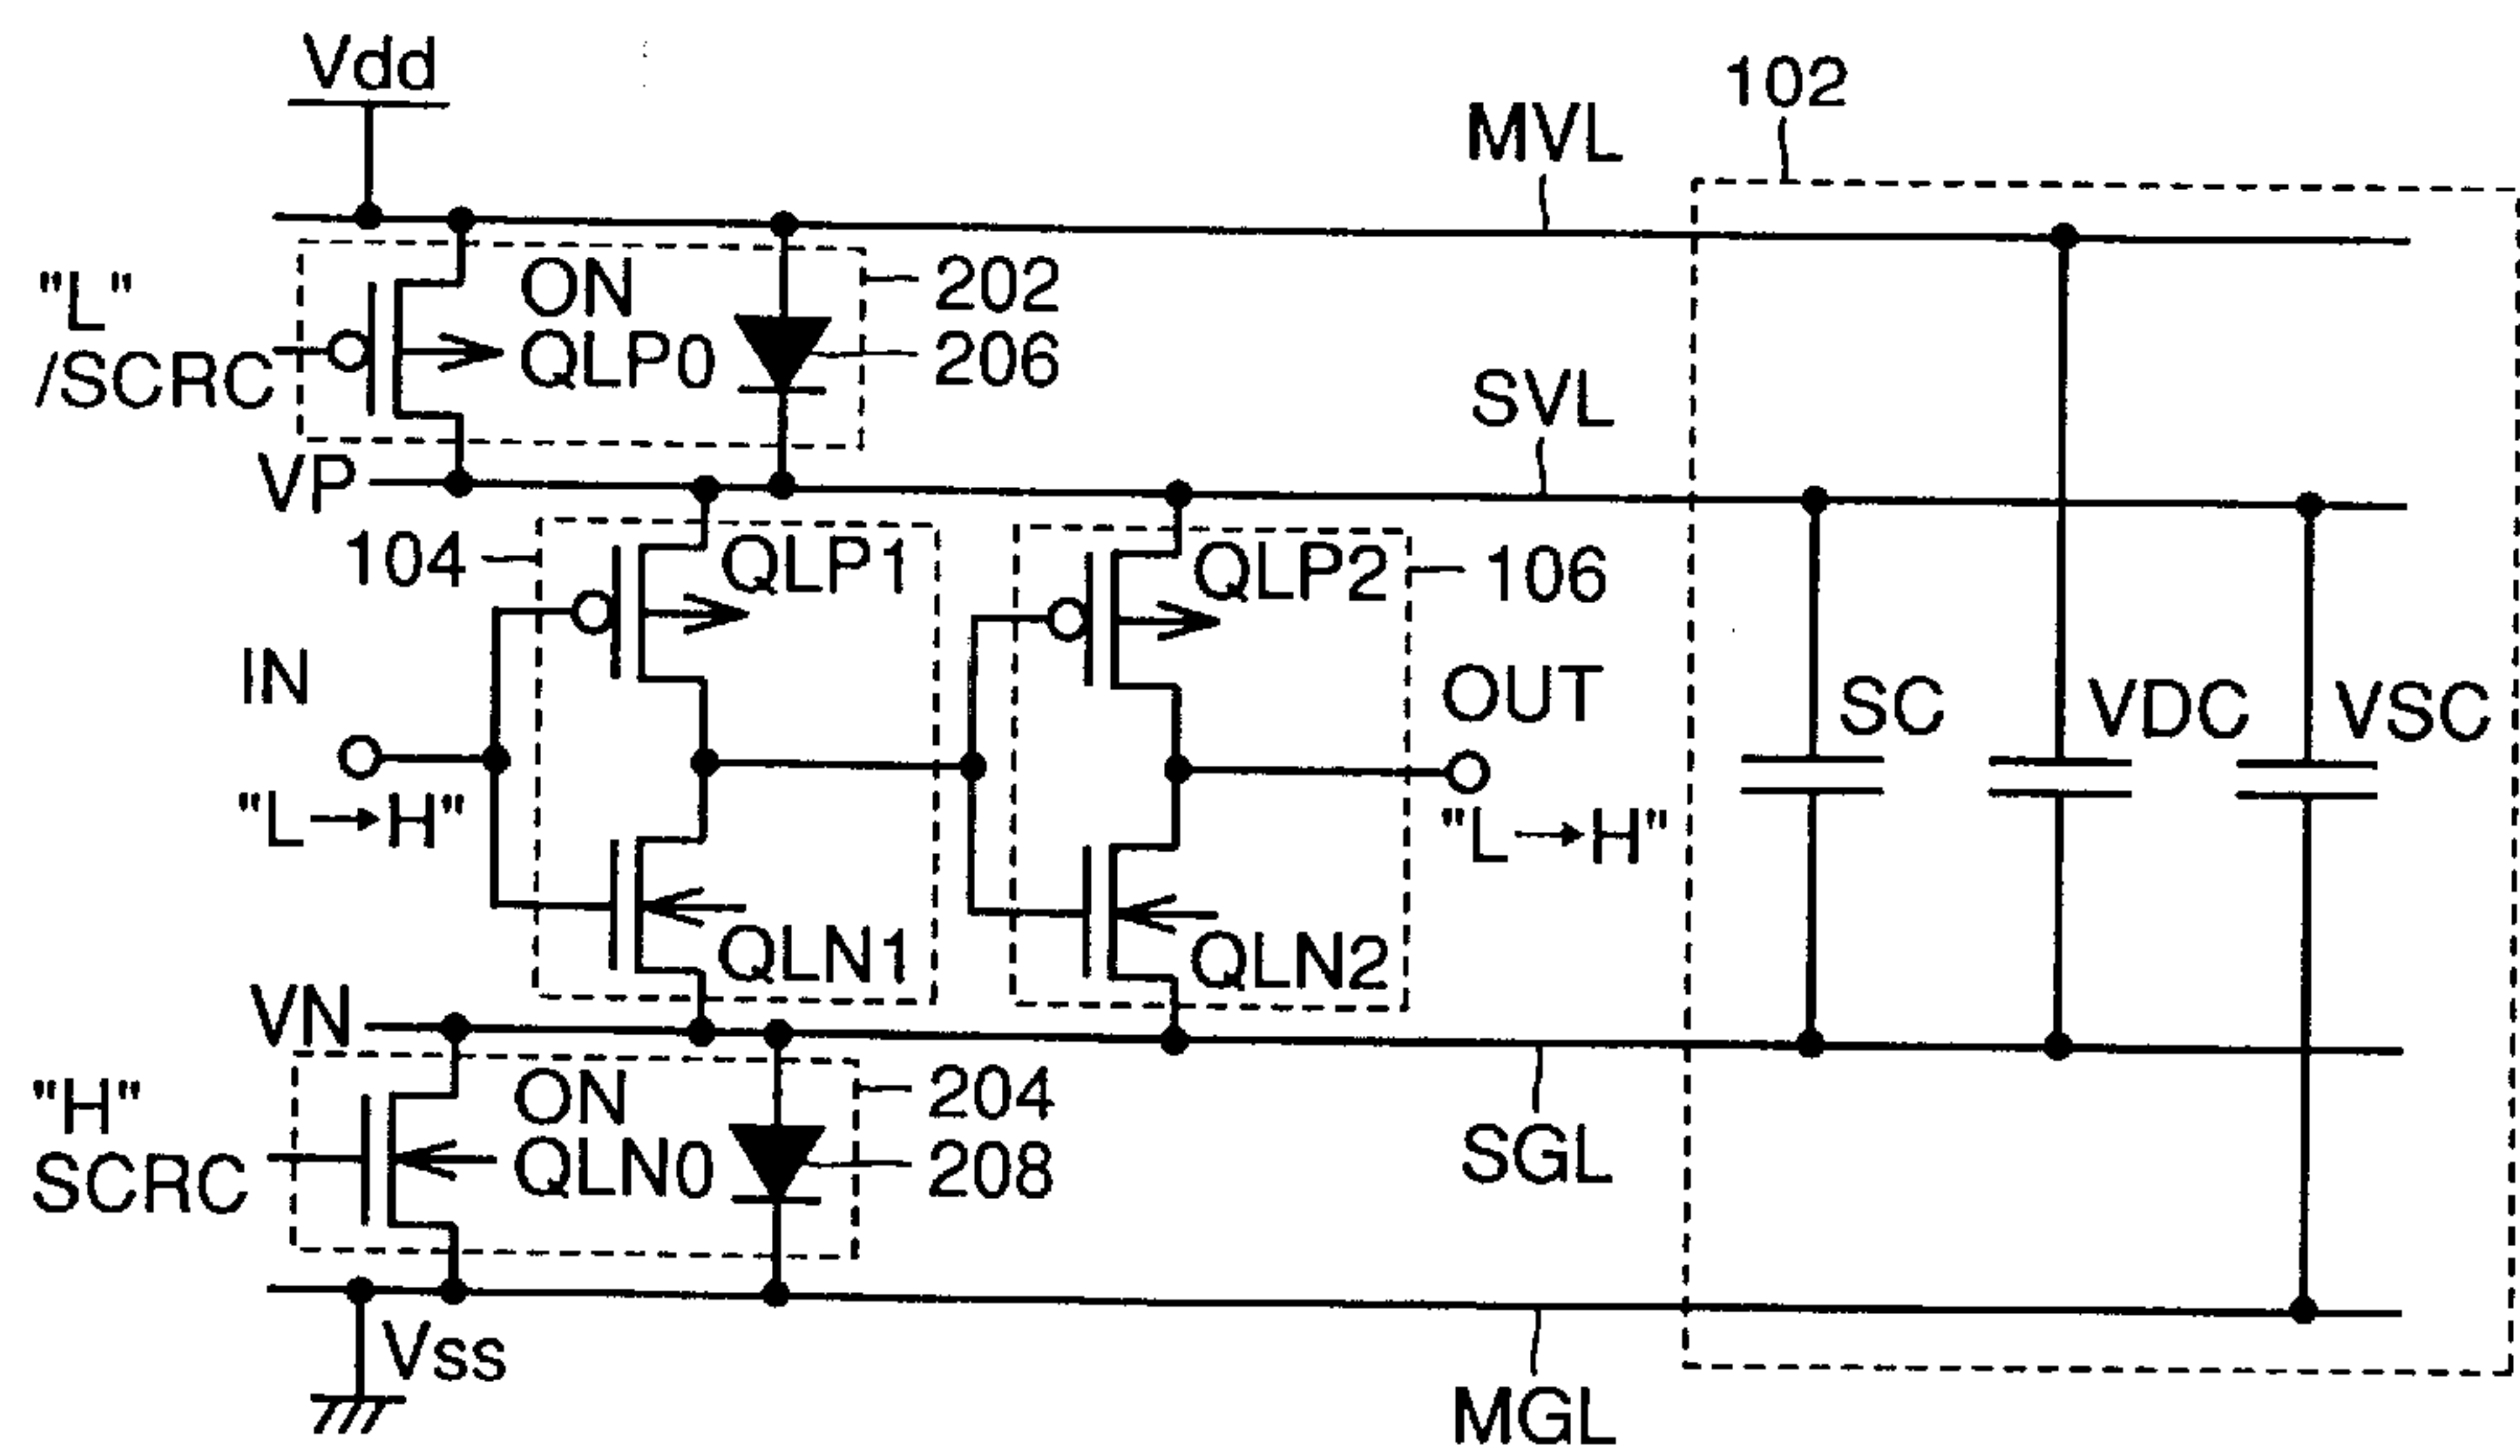 Vdd
102
MVL
"L"
ON
202
/SCRC
QLP0
206
SVL
VP
104
QLP1
QLP2
106
IN
OUT
SC
VDC
VSC
"L→H"
"L→H"
QLN1
QLN2
VN
"H"
ON
204
SCRC
QLN0
208
SGL
Vss
MGL